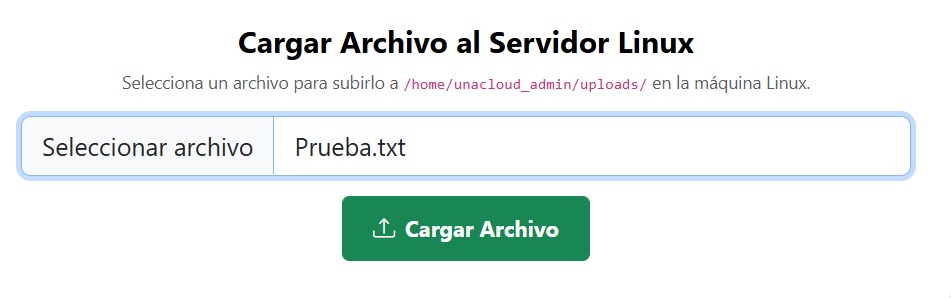 Cargar Archivo al Servidor Linux
Selecciona un archivo para subirlo a /home/unacloud_admin/uploads/ en la máquina Linux.
Seleccionar archivo Prueba.txt
Cargar Archivo